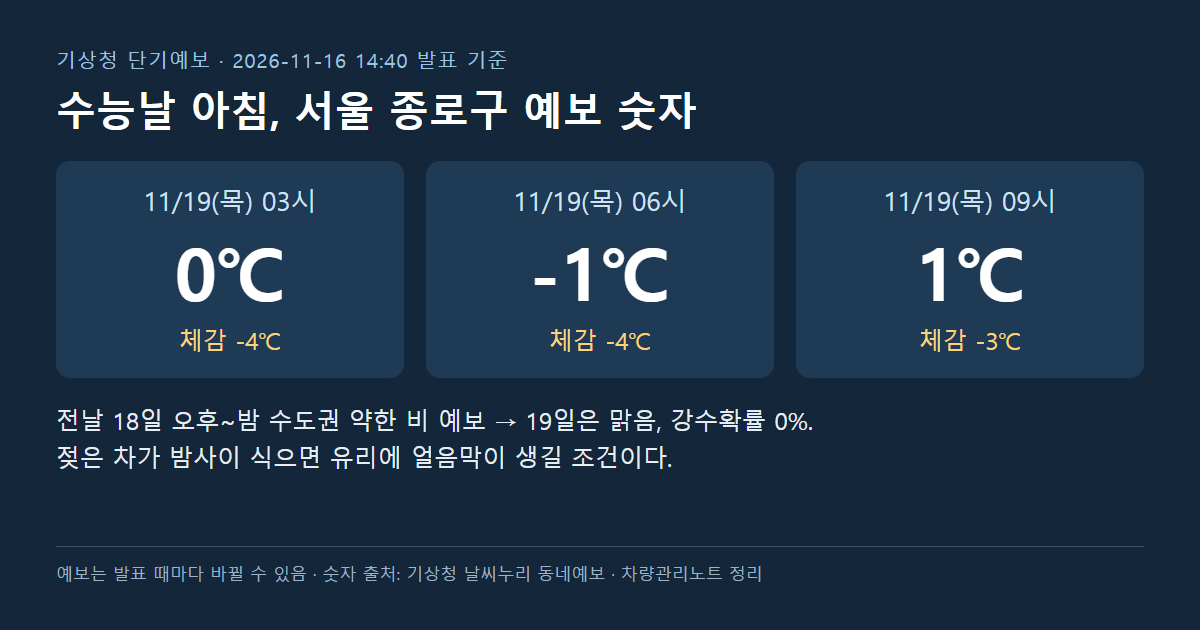 기상청 단기예보 · 2026-11-16 14:40 발표 기준
수능날 아침, 서울 종로구 예보 숫자
11/19(목) 03시
0℃
체감 -4℃
11/19(목) 06시
-1℃
체감 -4℃
11/19(목) 09시
1℃
체감 -3℃
전날 18일 오후~밤 수도권 약한 비 예보 → 19일은 맑음, 강수확률 0%.
젖은 차가 밤사이 식으면 유리에 얼음막이 생길 조건이다.
예보는 발표 때마다 바뀔 수 있음 · 숫자 출처: 기상청 날씨누리 동네예보 · 차량관리노트 정리